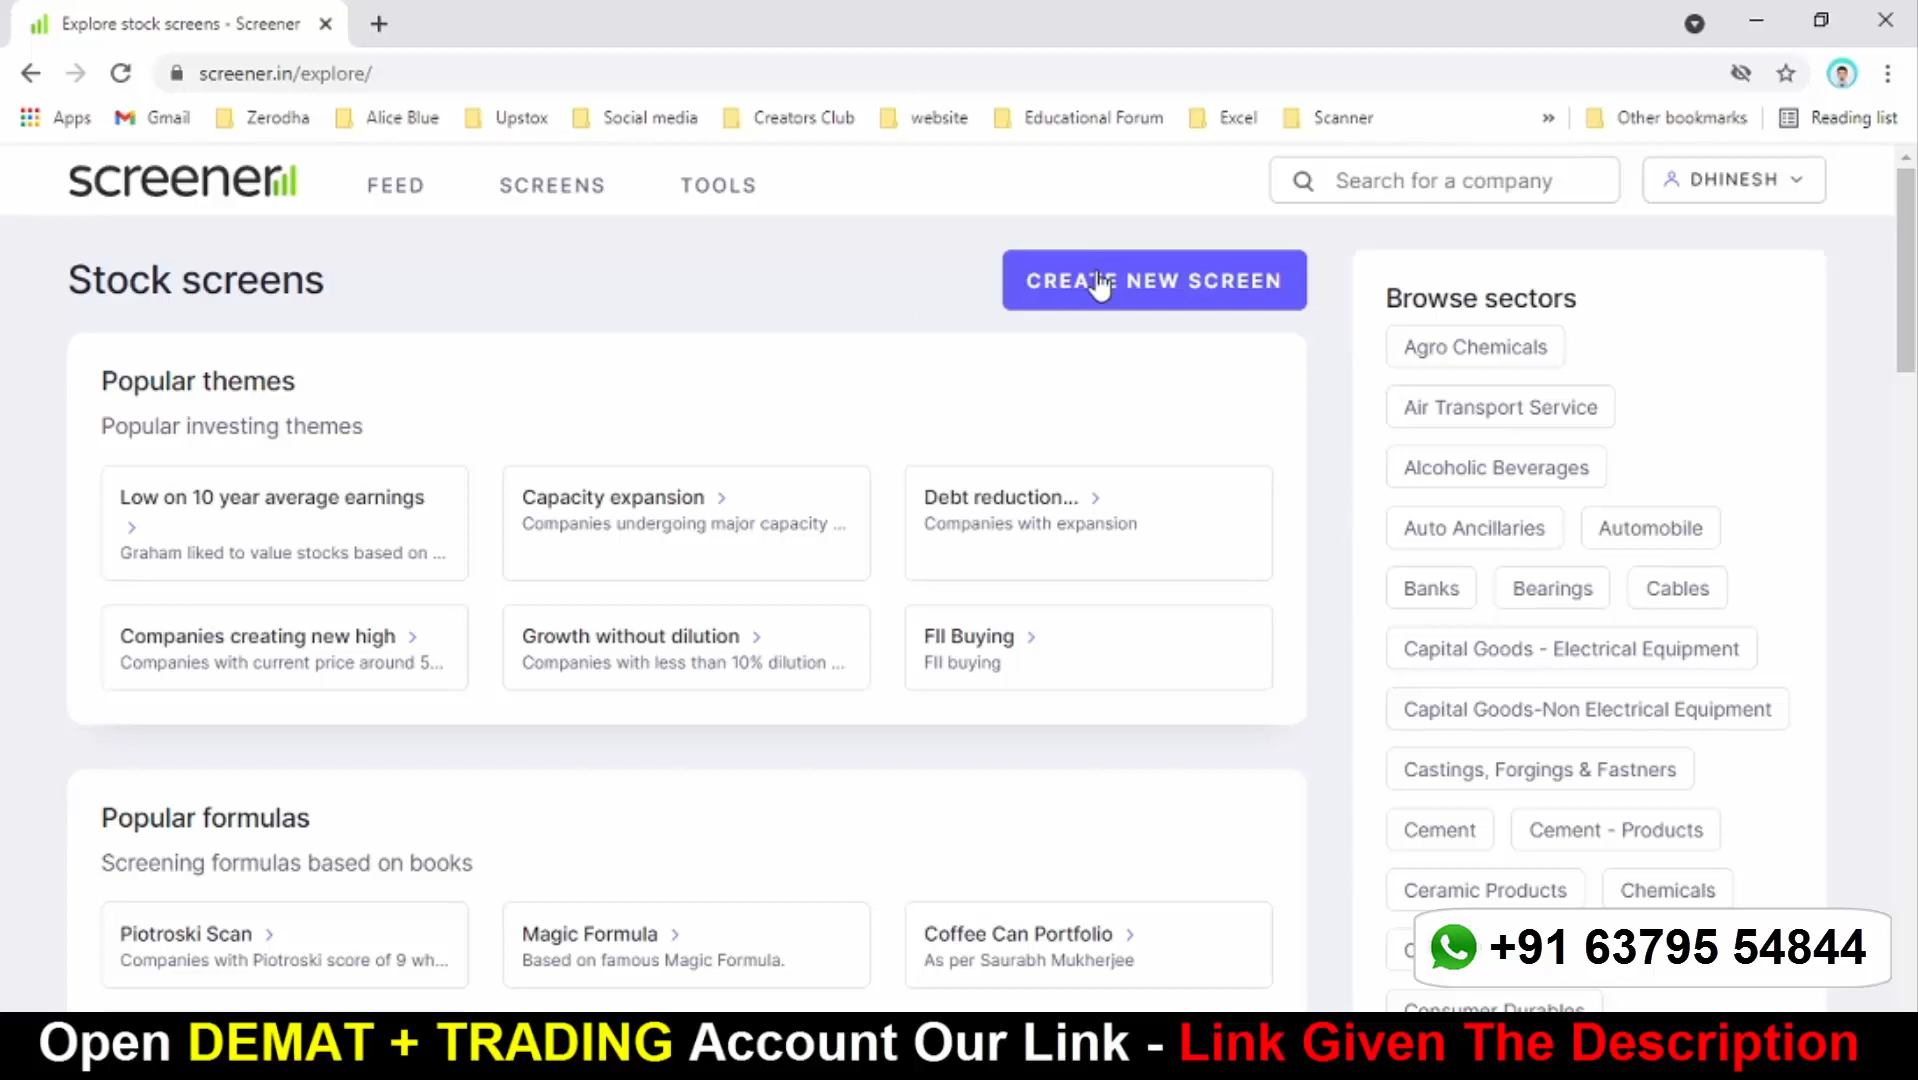 Explore stock screens - Screener
screener.in/explore/
Apps Gmail Zerodha Alice Blue Upstox Social media Creators Club website Educational Forum Excel Scanner » Other bookmarks Reading list
screener FEED SCREENS TOOLS Search for a company DHINESH
Stock screens
CREATE NEW SCREEN
Popular themes
Popular investing themes
Low on 10 year average earnings
Graham liked to value stocks based on ...
Capacity expansion
Companies undergoing major capacity ...
Debt reduction...
Companies with expansion
Companies creating new high
Companies with current price around 5...
Growth without dilution
Companies with less than 10% dilution ...
FII Buying
FII buying
Popular formulas
Screening formulas based on books
Piotroski Scan
Companies with Piotroski score of 9 wh...
Magic Formula
Based on famous Magic Formula.
Coffee Can Portfolio
As per Saurabh Mukherjee
Browse sectors
Agro Chemicals
Air Transport Service
Alcoholic Beverages
Auto Ancillaries Automobile
Banks Bearings Cables
Capital Goods - Electrical Equipment
Capital Goods-Non Electrical Equipment
Castings, Forgings & Fastners
Cement Cement - Products
Ceramic Products Chemicals
Consumer Durables
+91 63795 54844
Open DEMAT + TRADING Account Our Link - Link Given The Description